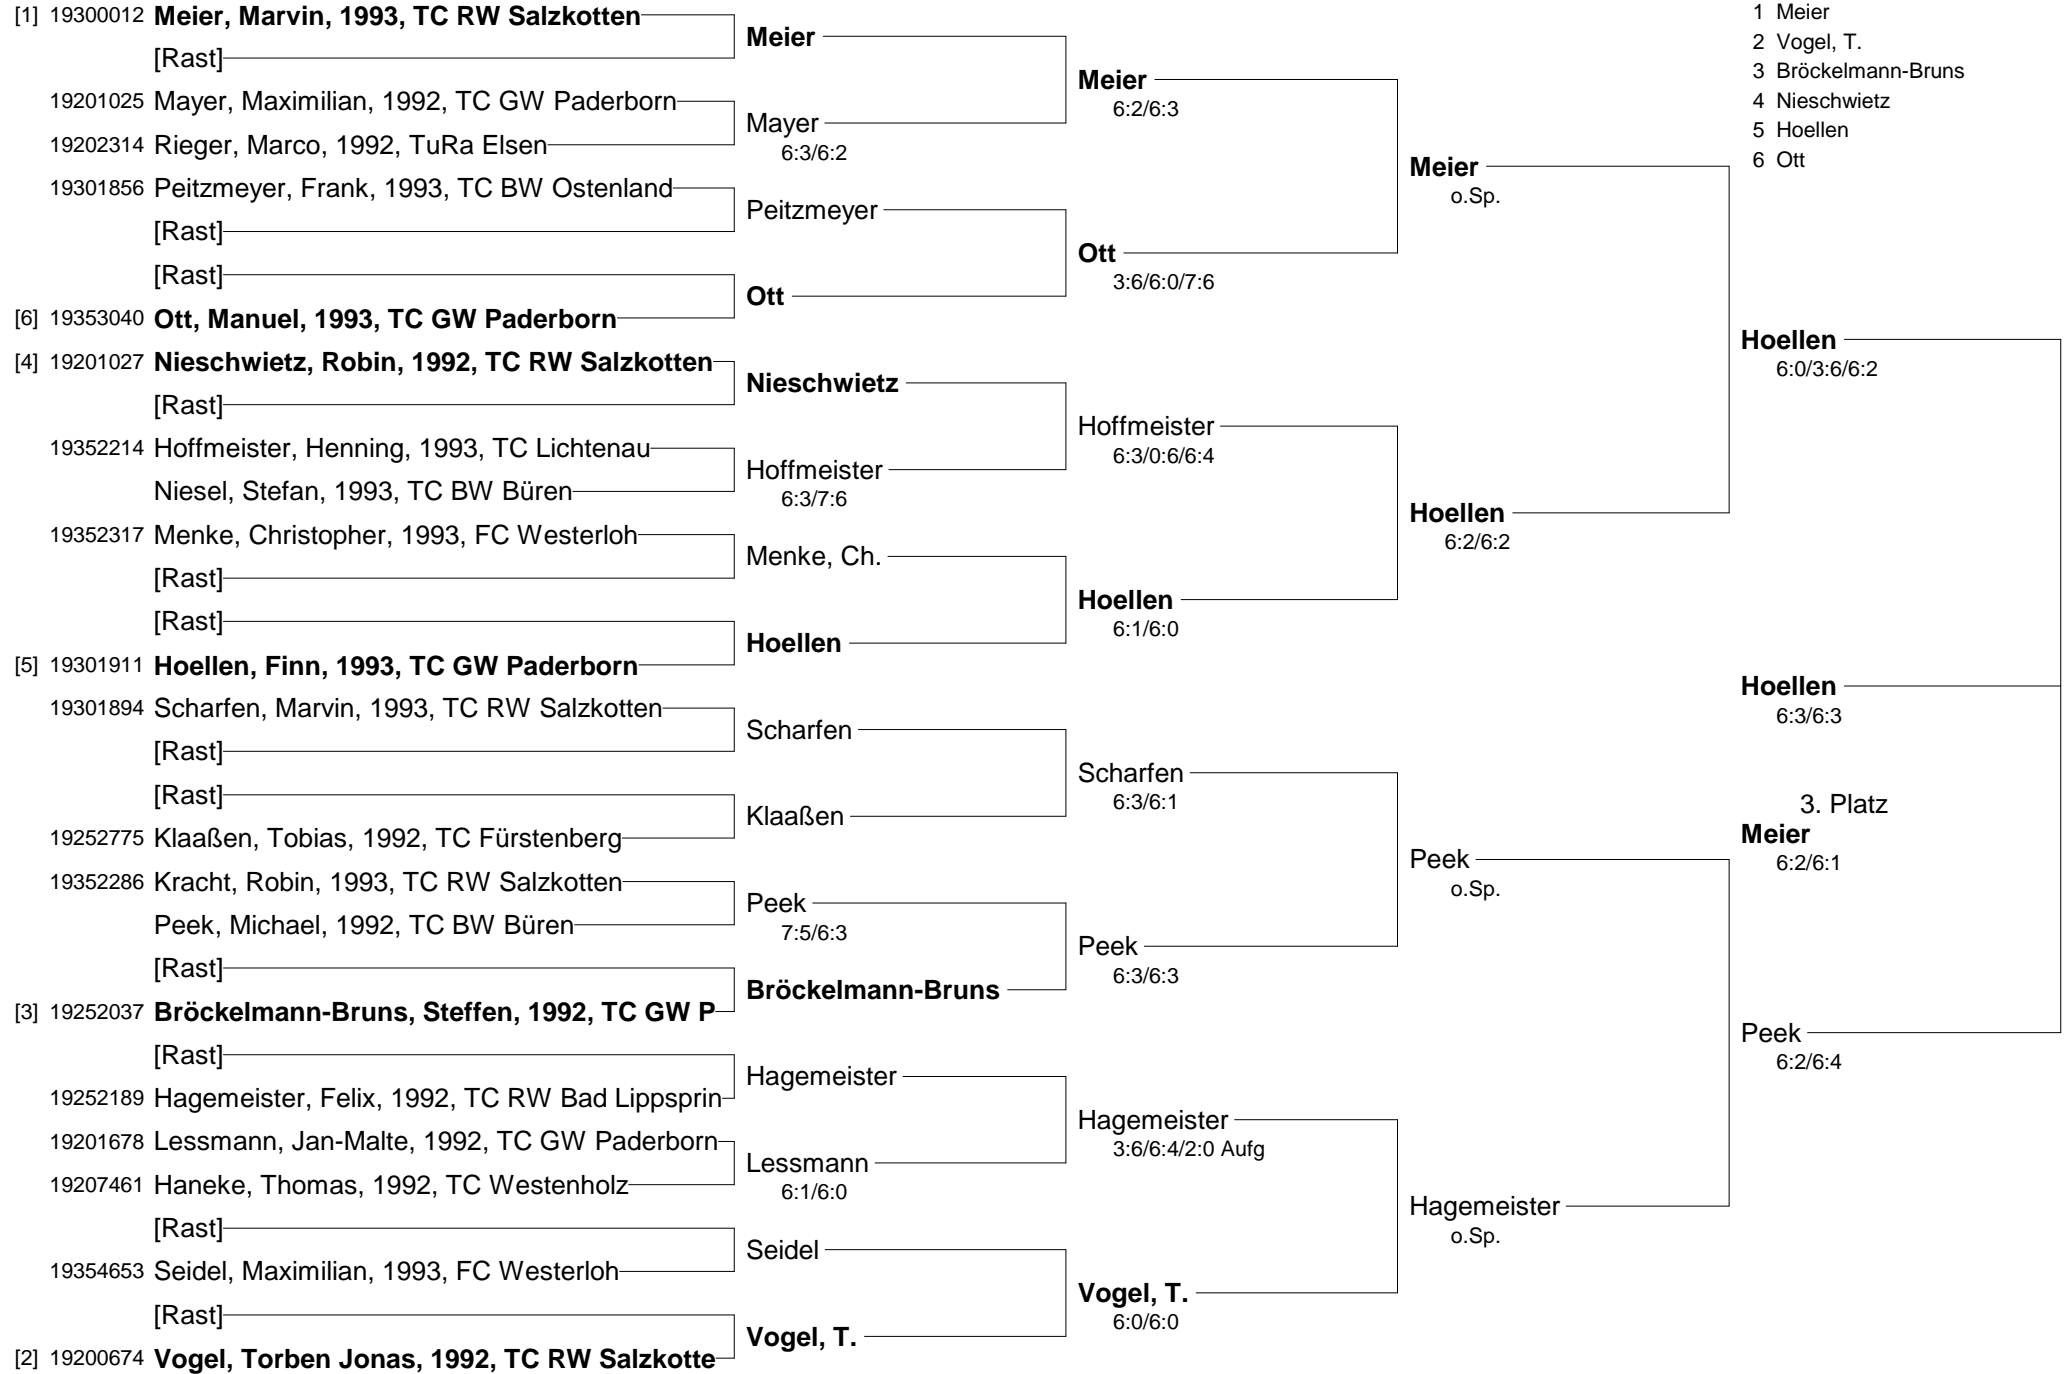 [1] 19300012 Meier, Marvin, 1993, TC RW Salzkotten
[Rast]
19201025 Mayer, Maximilian, 1992, TC GW Paderborn
19202314 Rieger, Marco, 1992, TuRa Elsen
19301856 Peitzmeyer, Frank, 1993, TC BW Ostenland
[Rast]
[Rast]
[6] 19353040 Ott, Manuel, 1993, TC GW Paderborn
[4] 19201027 Nieschwietz, Robin, 1992, TC RW Salzkotten
[Rast]
19352214 Hoffmeister, Henning, 1993, TC Lichtenau
Niesel, Stefan, 1993, TC BW Büren
19352317 Menke, Christopher, 1993, FC Westerloh
[Rast]
[Rast]
[5] 19301911 Hoellen, Finn, 1993, TC GW Paderborn
19301894 Scharfen, Marvin, 1993, TC RW Salzkotten
[Rast]
[Rast]
19252775 Klaaßen, Tobias, 1992, TC Fürstenberg
19352286 Kracht, Robin, 1993, TC RW Salzkotten
Peek, Michael, 1992, TC BW Büren
[Rast]
[3] 19252037 Bröckelmann-Bruns, Steffen, 1992, TC GW P
[Rast]
19252189 Hagemeister, Felix, 1992, TC RW Bad Lippsprin
19201678 Lessmann, Jan-Malte, 1992, TC GW Paderborn
19207461 Haneke, Thomas, 1992, TC Westenholz
[Rast]
19354653 Seidel, Maximilian, 1993, FC Westerloh
[Rast]
[2] 19200674 Vogel, Torben Jonas, 1992, TC RW Salzkotte
Meier
Mayer
6:3/6:2
Peitzmeyer
Ott
Nieschwietz
Hoffmeister
6:3/7:6
Menke, Ch.
Hoellen
Scharfen
Klaaßen
Peek
7:5/6:3
Bröckelmann-Bruns
Hagemeister
Lessmann
6:1/6:0
Seidel
Vogel, T.
Meier
6:2/6:3
Ott
3:6/6:0/7:6
Hoffmeister
6:3/0:6/6:4
Hoellen
6:1/6:0
Scharfen
6:3/6:1
Peek
6:3/6:3
Hagemeister
3:6/6:4/2:0 Aufg
Vogel, T.
6:0/6:0
Meier
o.Sp.
Hoellen
6:2/6:2
Peek
o.Sp.
Hagemeister
o.Sp.
1 Meier
2 Vogel, T.
3 Bröckelmann-Bruns
4 Nieschwietz
5 Hoellen
6 Ott
Hoellen
6:0/3:6/6:2
Hoellen
6:3/6:3
3. Platz
Meier
6:2/6:1
Peek
6:2/6:4